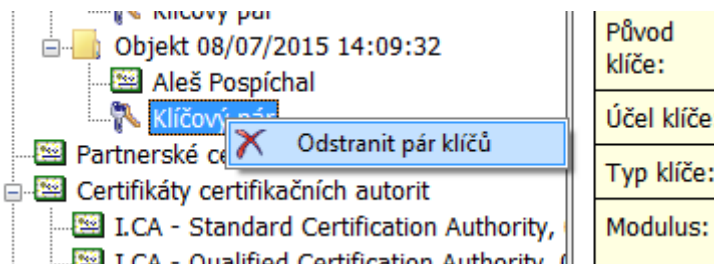 Klíčový pár
Objekt 08/07/2015 14:09:32
Aleš Pospíchal
Klíčový pár
Odstranit pár klíčů
Partnerské
Certifikáty certifikačních autorit
I.CA - Standard Certification Authority,
I.CA - Qualified Certification Authority,
Původ
klíče:
Účel klíče
Typ klíče:
Modulus: